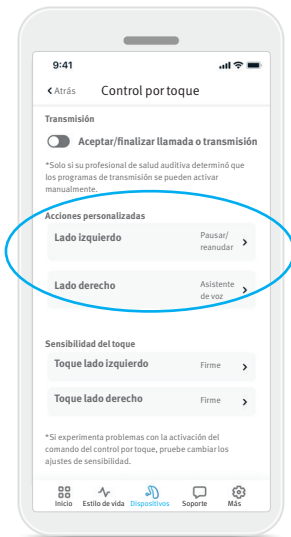 9:41
Atrás Control por toque
Transmisión
Aceptar/finalizar llamada o transmisión
*Solo si su profesional de salud auditiva determinó que
los programas de transmisión se pueden activar
manualmente.
Acciones personalizadas
Lado izquierdo Pausar/
reanudar
Lado derecho Asistente
de voz
Sensibilidad del toque
Toque lado izquierdo Firme
Toque lado derecho Firme
*Si experimenta problemas con la activación del
comando del control por toque, pruebe cambiar los
ajustes de sensibilidad.
Inicio Estilo de vida Dispositivos Soporte Más